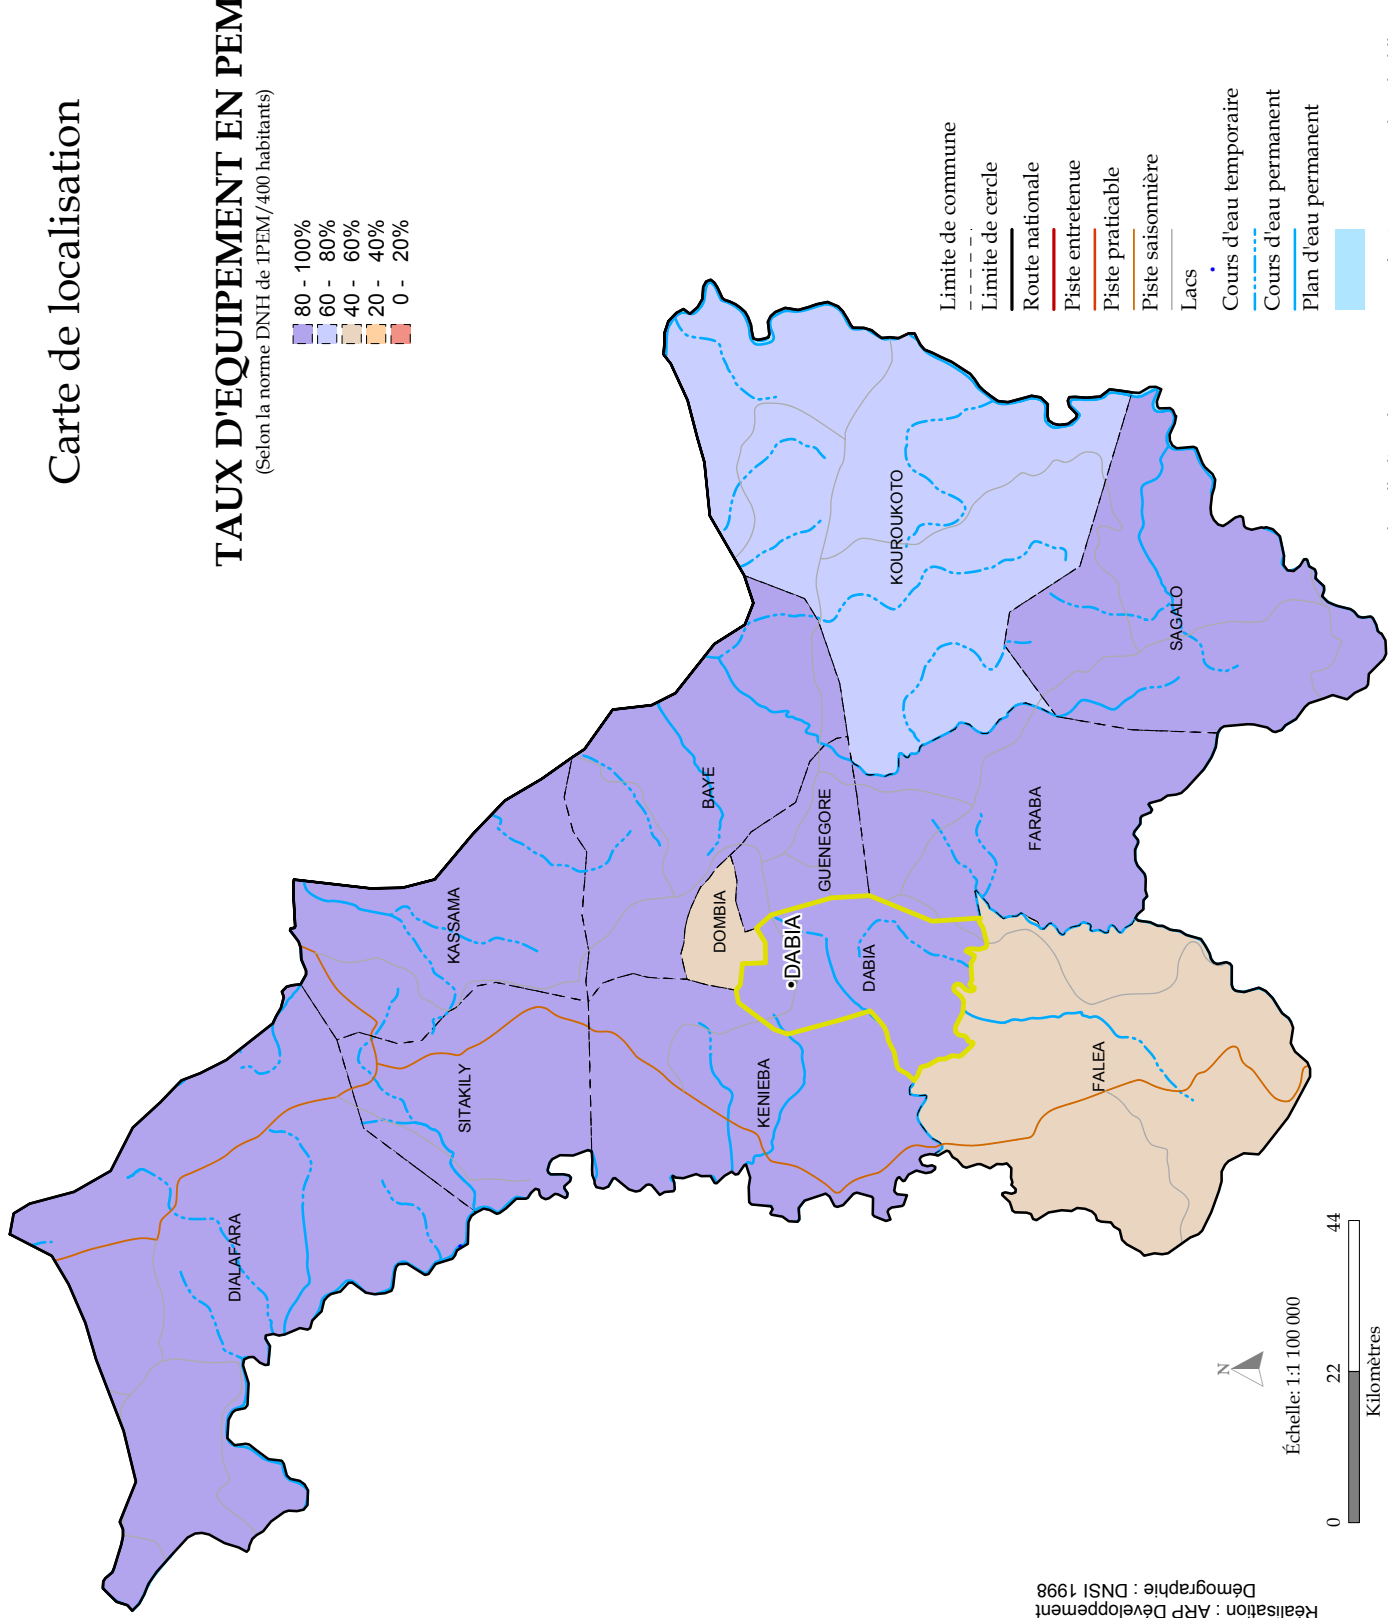 Carte de localisation
TAUX D'EQUIPEMENT EN PEM
(Selon la norme DNH de 1PEM/400 habitants)
80 - 100%
60 - 80%
40 - 60%
20 - 40%
0 - 20%
DIALAFARA
KASSAMA
SITAKILY
BAYE
DOMBIA
KENIEBA
DABIA
GUENEGORE
DABIA
KOUROUKOTO
FARABA
FALEA
SAGALO
Limite de commune
Limite de cercle
Route nationale
Piste entretenue
Piste praticable
Piste saisonnière
Lacs
Cours d'eau temporaire
Cours d'eau permanent
Plan d'eau permanent
N
Échelle: 1:1 100 000
0 22 44
Kilomètres
Réalisation : ARP Développement
Démographie : DNSI 1998